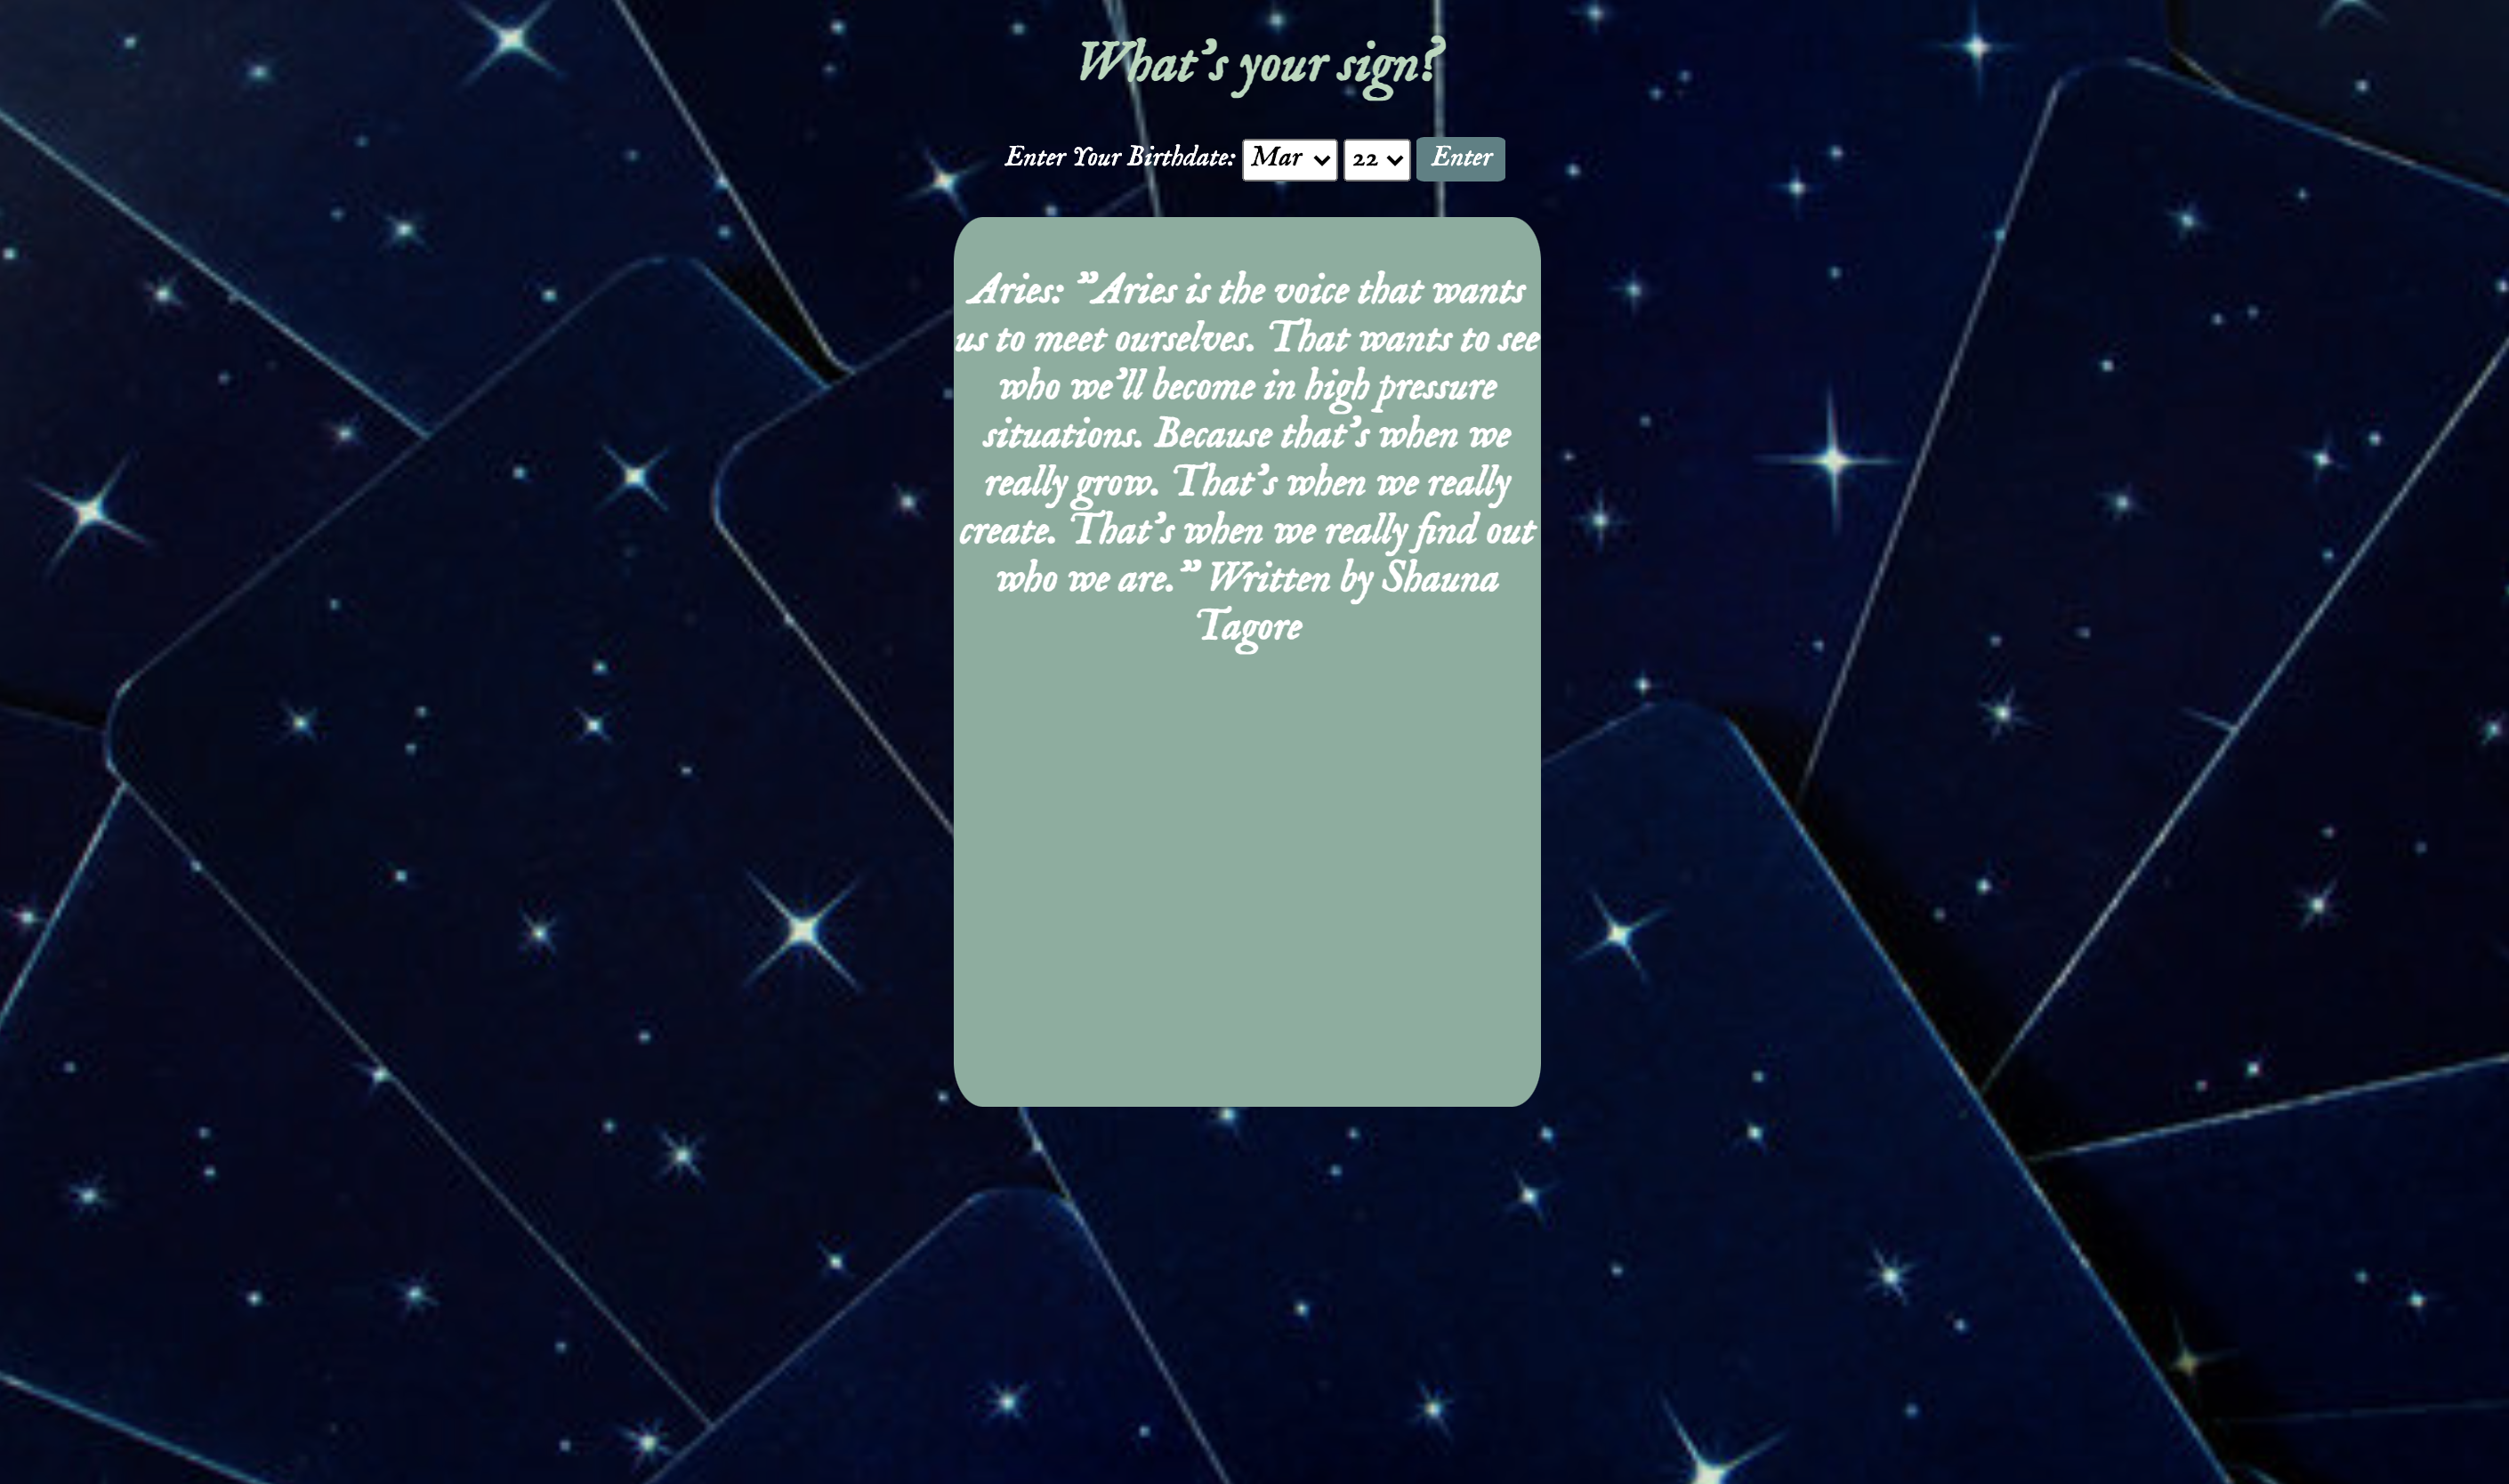 What's your sign?
Enter Your Birthdate: Mar 22 Enter
Aries: "Aries is the voice that wants
us to meet ourselves. That wants to see
who we'll become in high pressure
situations. Because that's when we
really grow. That's when we really
create. That's when we really find out
who we are." Written by Shauna
Tagore